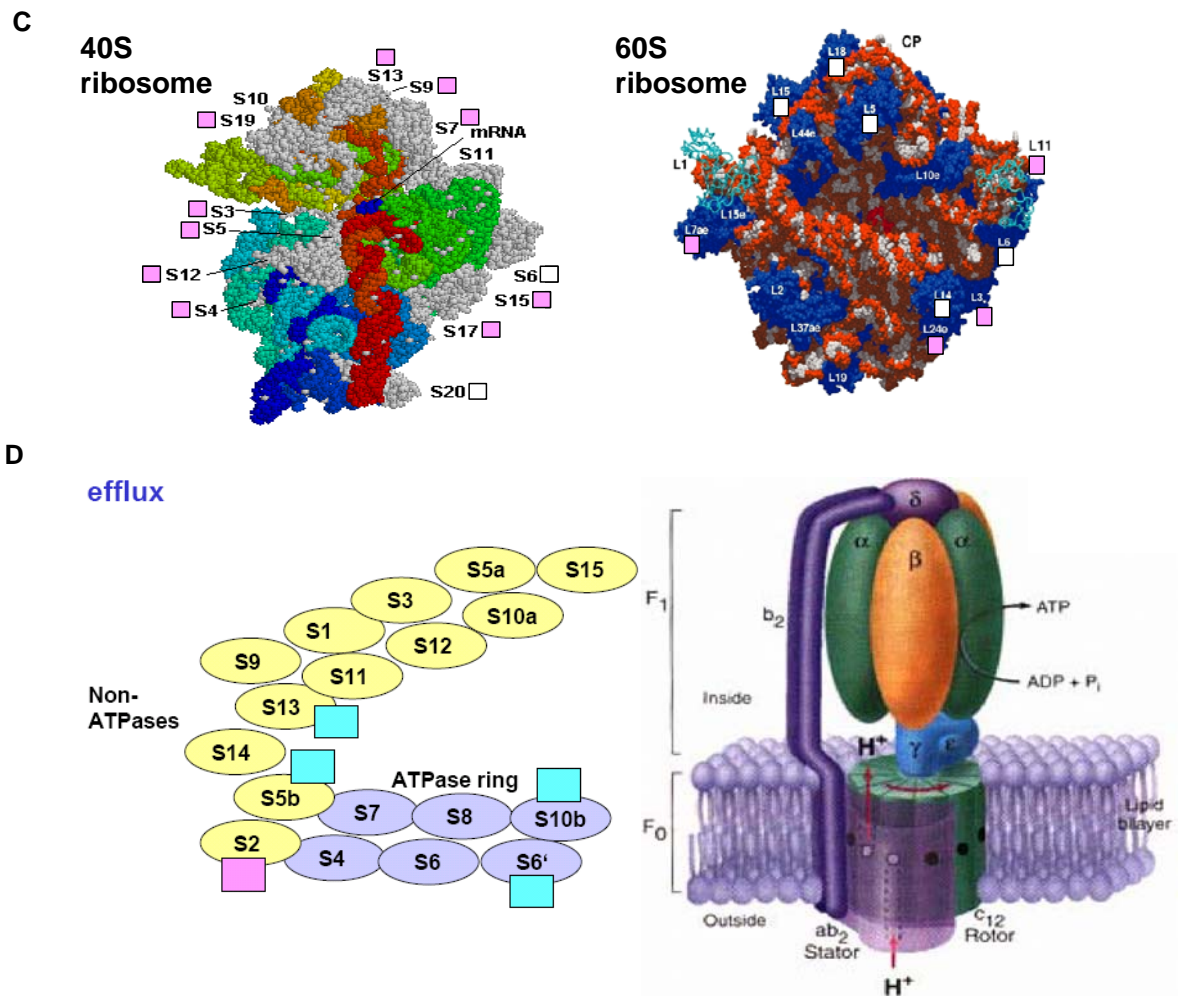 C
40S
ribosome
S13
S9
S10
S19
S7
mRNA
S11
S3
S5
S12
S4
S6
S15
S17
S20
60S
ribosome
L18
CP
L15
L5
L44e
L1
L11
L10e
L15e
L7ae
L6
L2
L14
L3
L37ae
L24e
L19
D
efflux
Non-
ATPases
S5a
S15
S3
S10a
S1
S12
S9
S11
S13
S14
ATPase ring
S5b
S7
S8
S10b
S2
S4
S6
S6‘
δ
α
β
α
F1
b2
ATP
ADP + Pi
Inside
H+
γ
ε
F0
Lipid
bilayer
Outside
ab2
Stator
c12
Rotor
H+